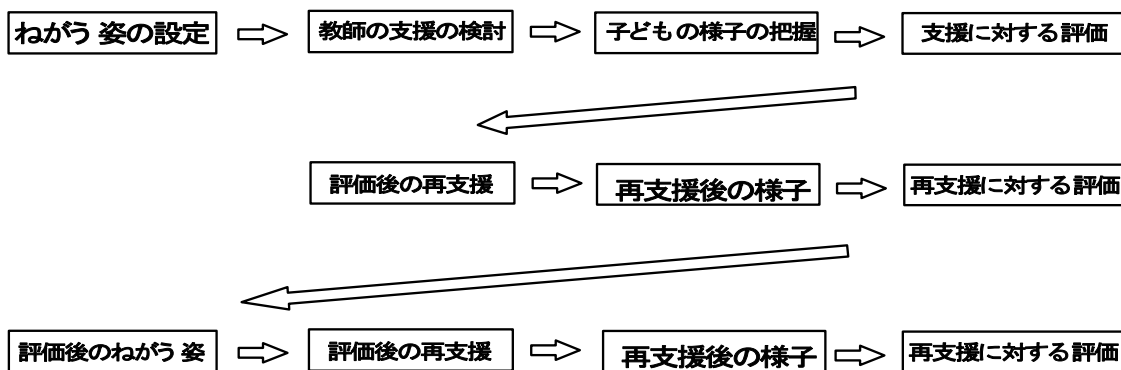 ねがう姿の設定
教師の支援の検討
子どもの様子の把握
支援に対する評価
評価後の再支援
再支援後の様子
再支援に対する評価
評価後のねがう姿
評価後の再支援
再支援後の様子
再支援に対する評価